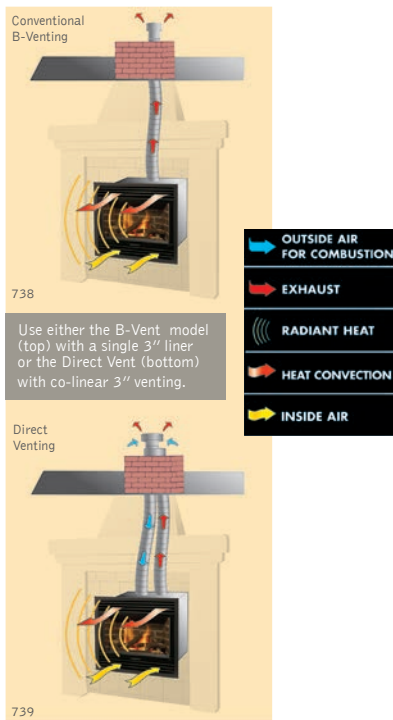 Conventional
B-Venting
738
Use either the B-Vent model
(top) with a single 3” liner
or the Direct Vent (bottom)
with co-linear 3” venting.
OUTSIDE AIR
FOR COMBUSTION
EXHAUST
RADIANT HEAT
HEAT CONVECTION
INSIDE AIR
Direct
Venting
739